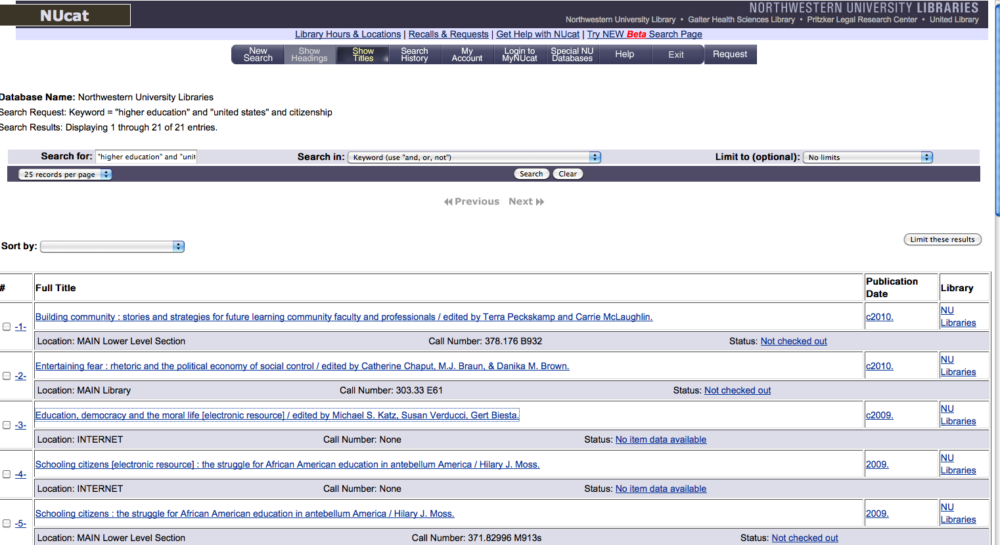 NUcat
NORTHWESTERN UNIVERSITY LIBRARIES
Northwestern University Library • Galter Health Sciences Library • Pritzker Legal Research Center • United Library
Library Hours & Locations | Recalls & Requests | Get Help with NUcat | Try NEW Beta Search Page
New Search
Show Headings
Show Titles
Search History
My Account
Login to MyNUcat
Special NU Databases
Help
Exit
Request
Database Name: Northwestern University Libraries
Search Request: Keyword = "higher education" and "united states" and citizenship
Search Results: Displaying 1 through 21 of 21 entries.
Search for: "higher education" and "unit Search in: Keyword (use "and, or, not") Limit to (optional): No limits
25 records per page Search Clear
Previous Next
Limit these results
Sort by:
# Full Title Publication Date Library
-1- Building community : stories and strategies for future learning community faculty and professionals / edited by Terra Peckskamp and Carrie McLaughlin. c2010. NU Libraries
Location: MAIN Lower Level Section Call Number: 378.176 B932 Status: Not checked out
-2- Entertaining fear : rhetoric and the political economy of social control / edited by Catherine Chaput, M.J. Braun, & Danika M. Brown. c2010. NU Libraries
Location: MAIN Library Call Number: 303.33 E61 Status: Not checked out
-3- Education, democracy and the moral life [electronic resource] / edited by Michael S. Katz, Susan Verducci, Gert Biesta. c2009. NU Libraries
Location: INTERNET Call Number: None Status: No item data available
-4- Schooling citizens [electronic resource] : the struggle for African American education in antebellum America / Hilary J. Moss. 2009. NU Libraries
Location: INTERNET Call Number: None Status: No item data available
-5- Schooling citizens : the struggle for African American education in antebellum America / Hilary J. Moss. 2009. NU Libraries
Location: MAIN Lower Level Section Call Number: 371.82996 M913s Status: Not checked out